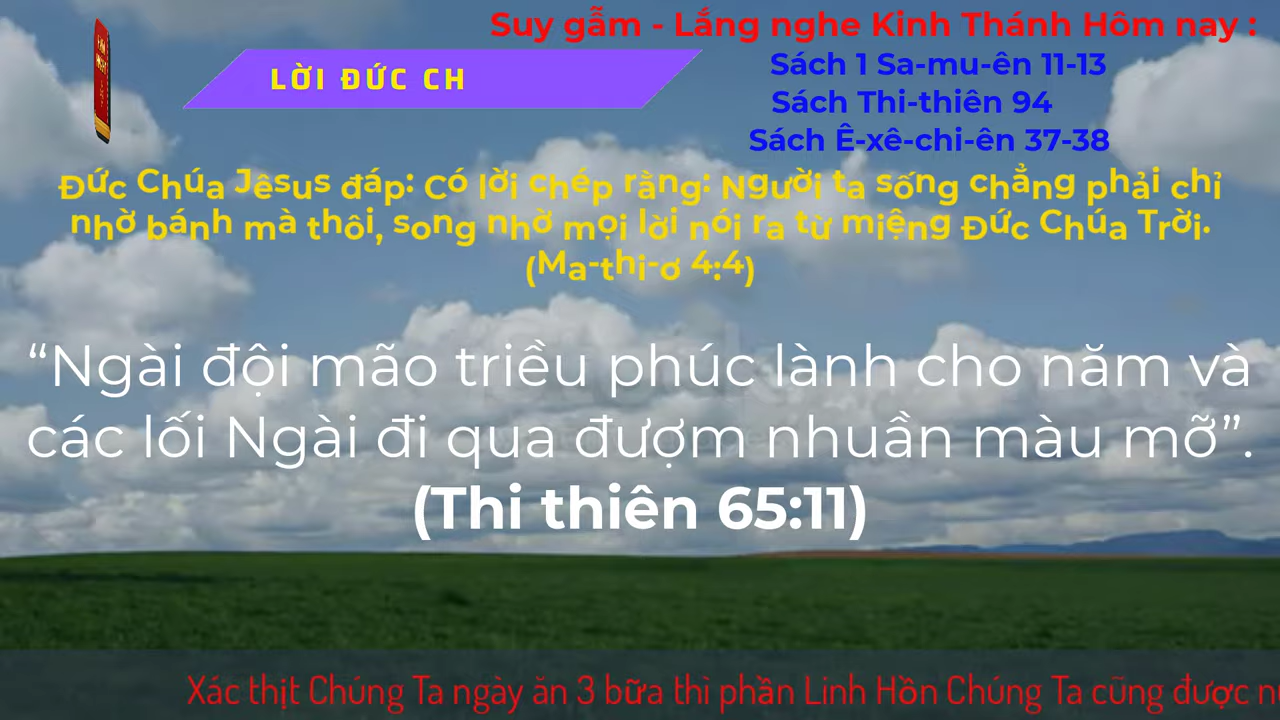 Suy gẫm - Lắng nghe Kinh Thánh Hôm nay :
LỜI ĐỨC CH
Sách 1 Sa-mu-ên 11-13
Sách Thi-thiên 94
Sách Ê-xê-chi-ên 37-38
Đức Chúa Jêsus đáp: Có lời chép rằng: Người ta sống chẳng phải chỉ
nhờ bánh mà thôi, song nhờ mọi lời nói ra từ miệng Đức Chúa Trời.
(Ma-thi-ơ 4:4)
“Ngài đội mão triều phúc lành cho năm và
các lối Ngài đi qua đượm nhuần màu mỡ”.
(Thi thiên 65:11)
Xác thịt Chúng Ta ngày ăn 3 bữa thì phần Linh Hồn Chúng Ta cũng được